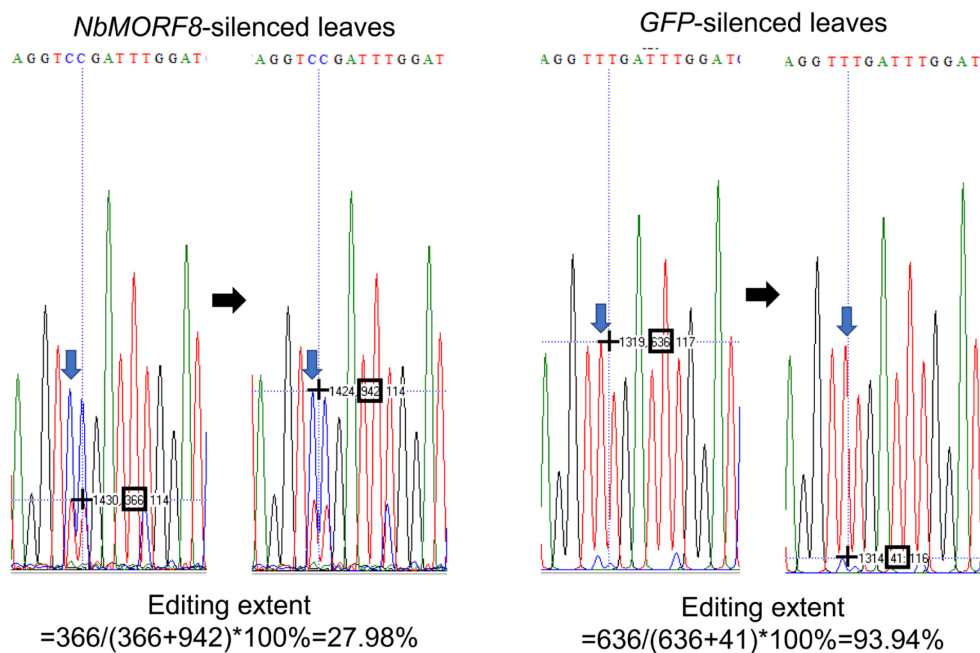 NbMORF8-silenced leaves
GFP-silenced leaves
AGGTCCGATTTGGAT
AGGTCCGATTTGGAT
AGGTTTGATTTGGATC
AGGTTTGATTTGGAT
1430, 366 114
1424, 942 114
1319, 636 117
1314 41: 116
Editing extent
=366/(366+942)*100%=27.98%
Editing extent
=636/(636+41)*100%=93.94%